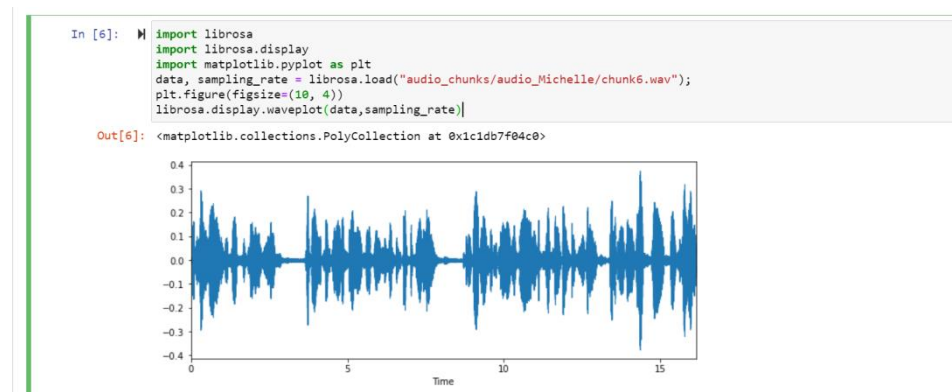 In [6]:
import librosa
import librosa.display
import matplotlib.pyplot as plt
data, sampling_rate = librosa.load("audio_chunks/audio_Michelle/chunk6.wav");
plt.figure(figsize=(10, 4))
librosa.display.waveplot(data,sampling_rate)
Out[6]: <matplotlib.collections.PolyCollection at 0x1c1db7f04c0>
0.4
0.3
0.2
0.1
0.0
−0.1
−0.2
−0.3
−0.4
0 5 10 15
Time